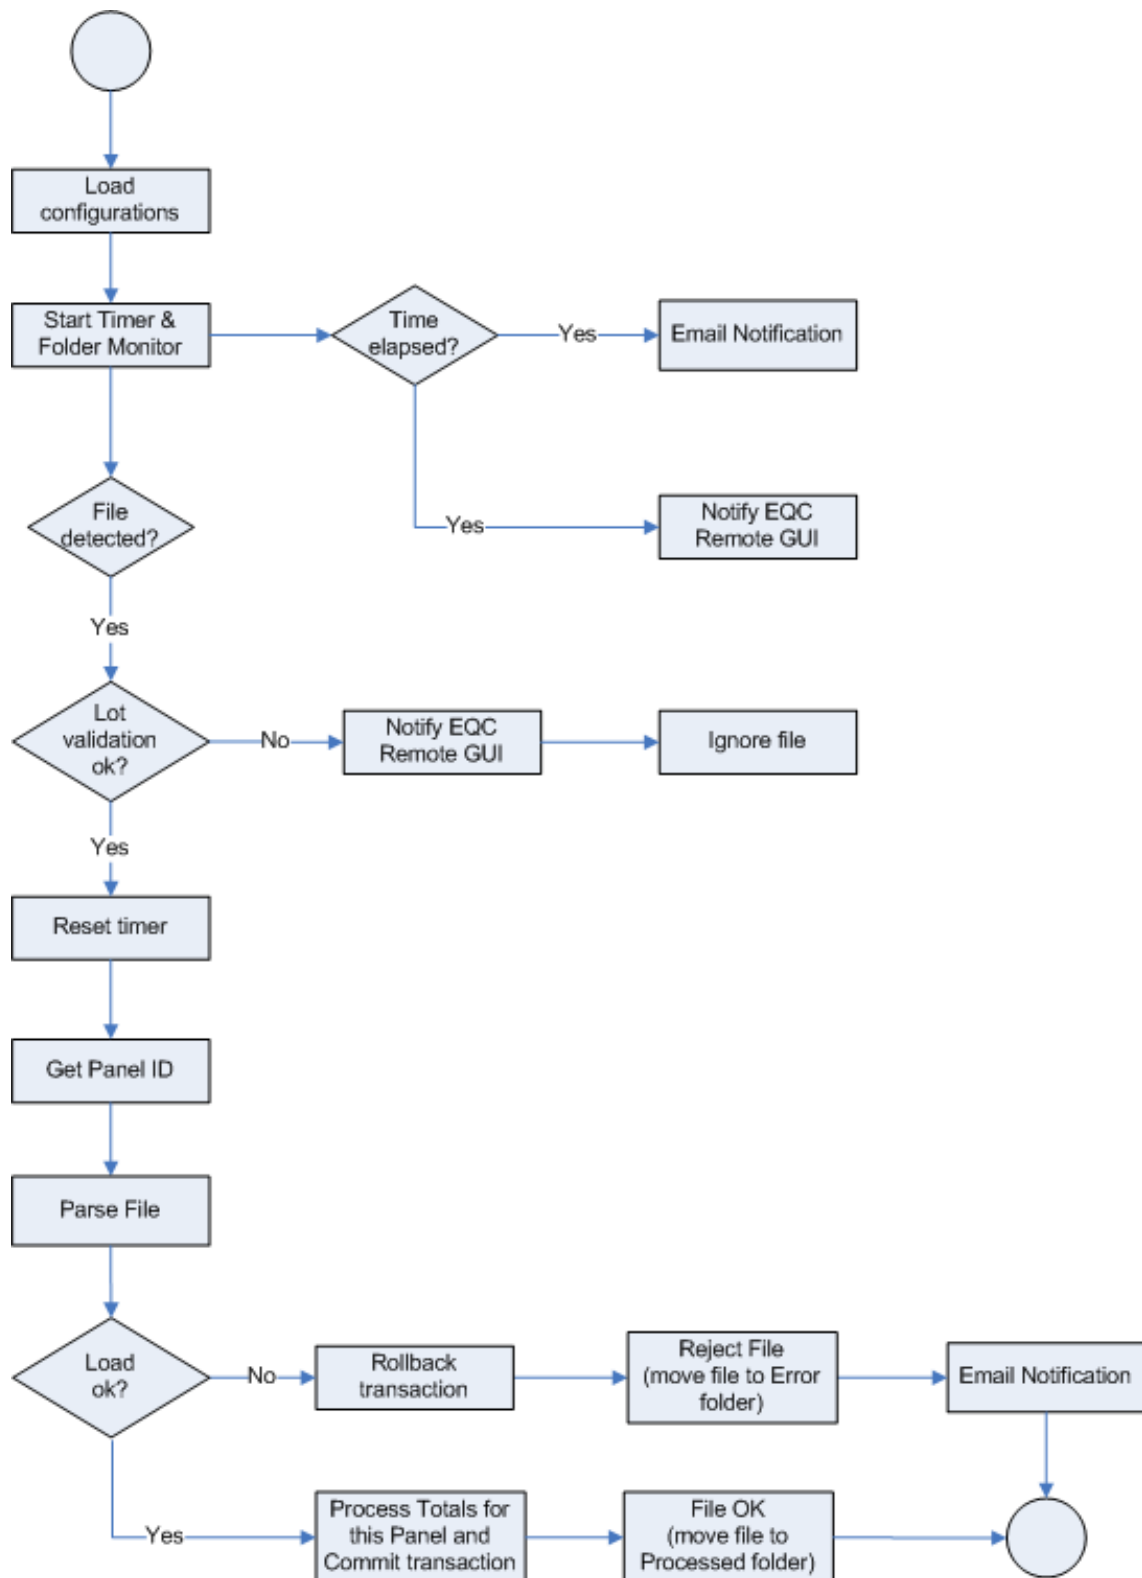 Load
configurations
Start Timer &
Folder Monitor
Time
elapsed?
Yes
Email Notification
Yes
Notify EQC
Remote GUI
File
detected?
Yes
Lot
validation
ok?
No
Notify EQC
Remote GUI
Ignore file
Yes
Reset timer
Get Panel ID
Parse File
Load
ok?
No
Rollback
transaction
Reject File
(move file to Error
folder)
Email Notification
Yes
Process Totals for
this Panel and
Commit transaction
File OK
(move file to
Processed folder)